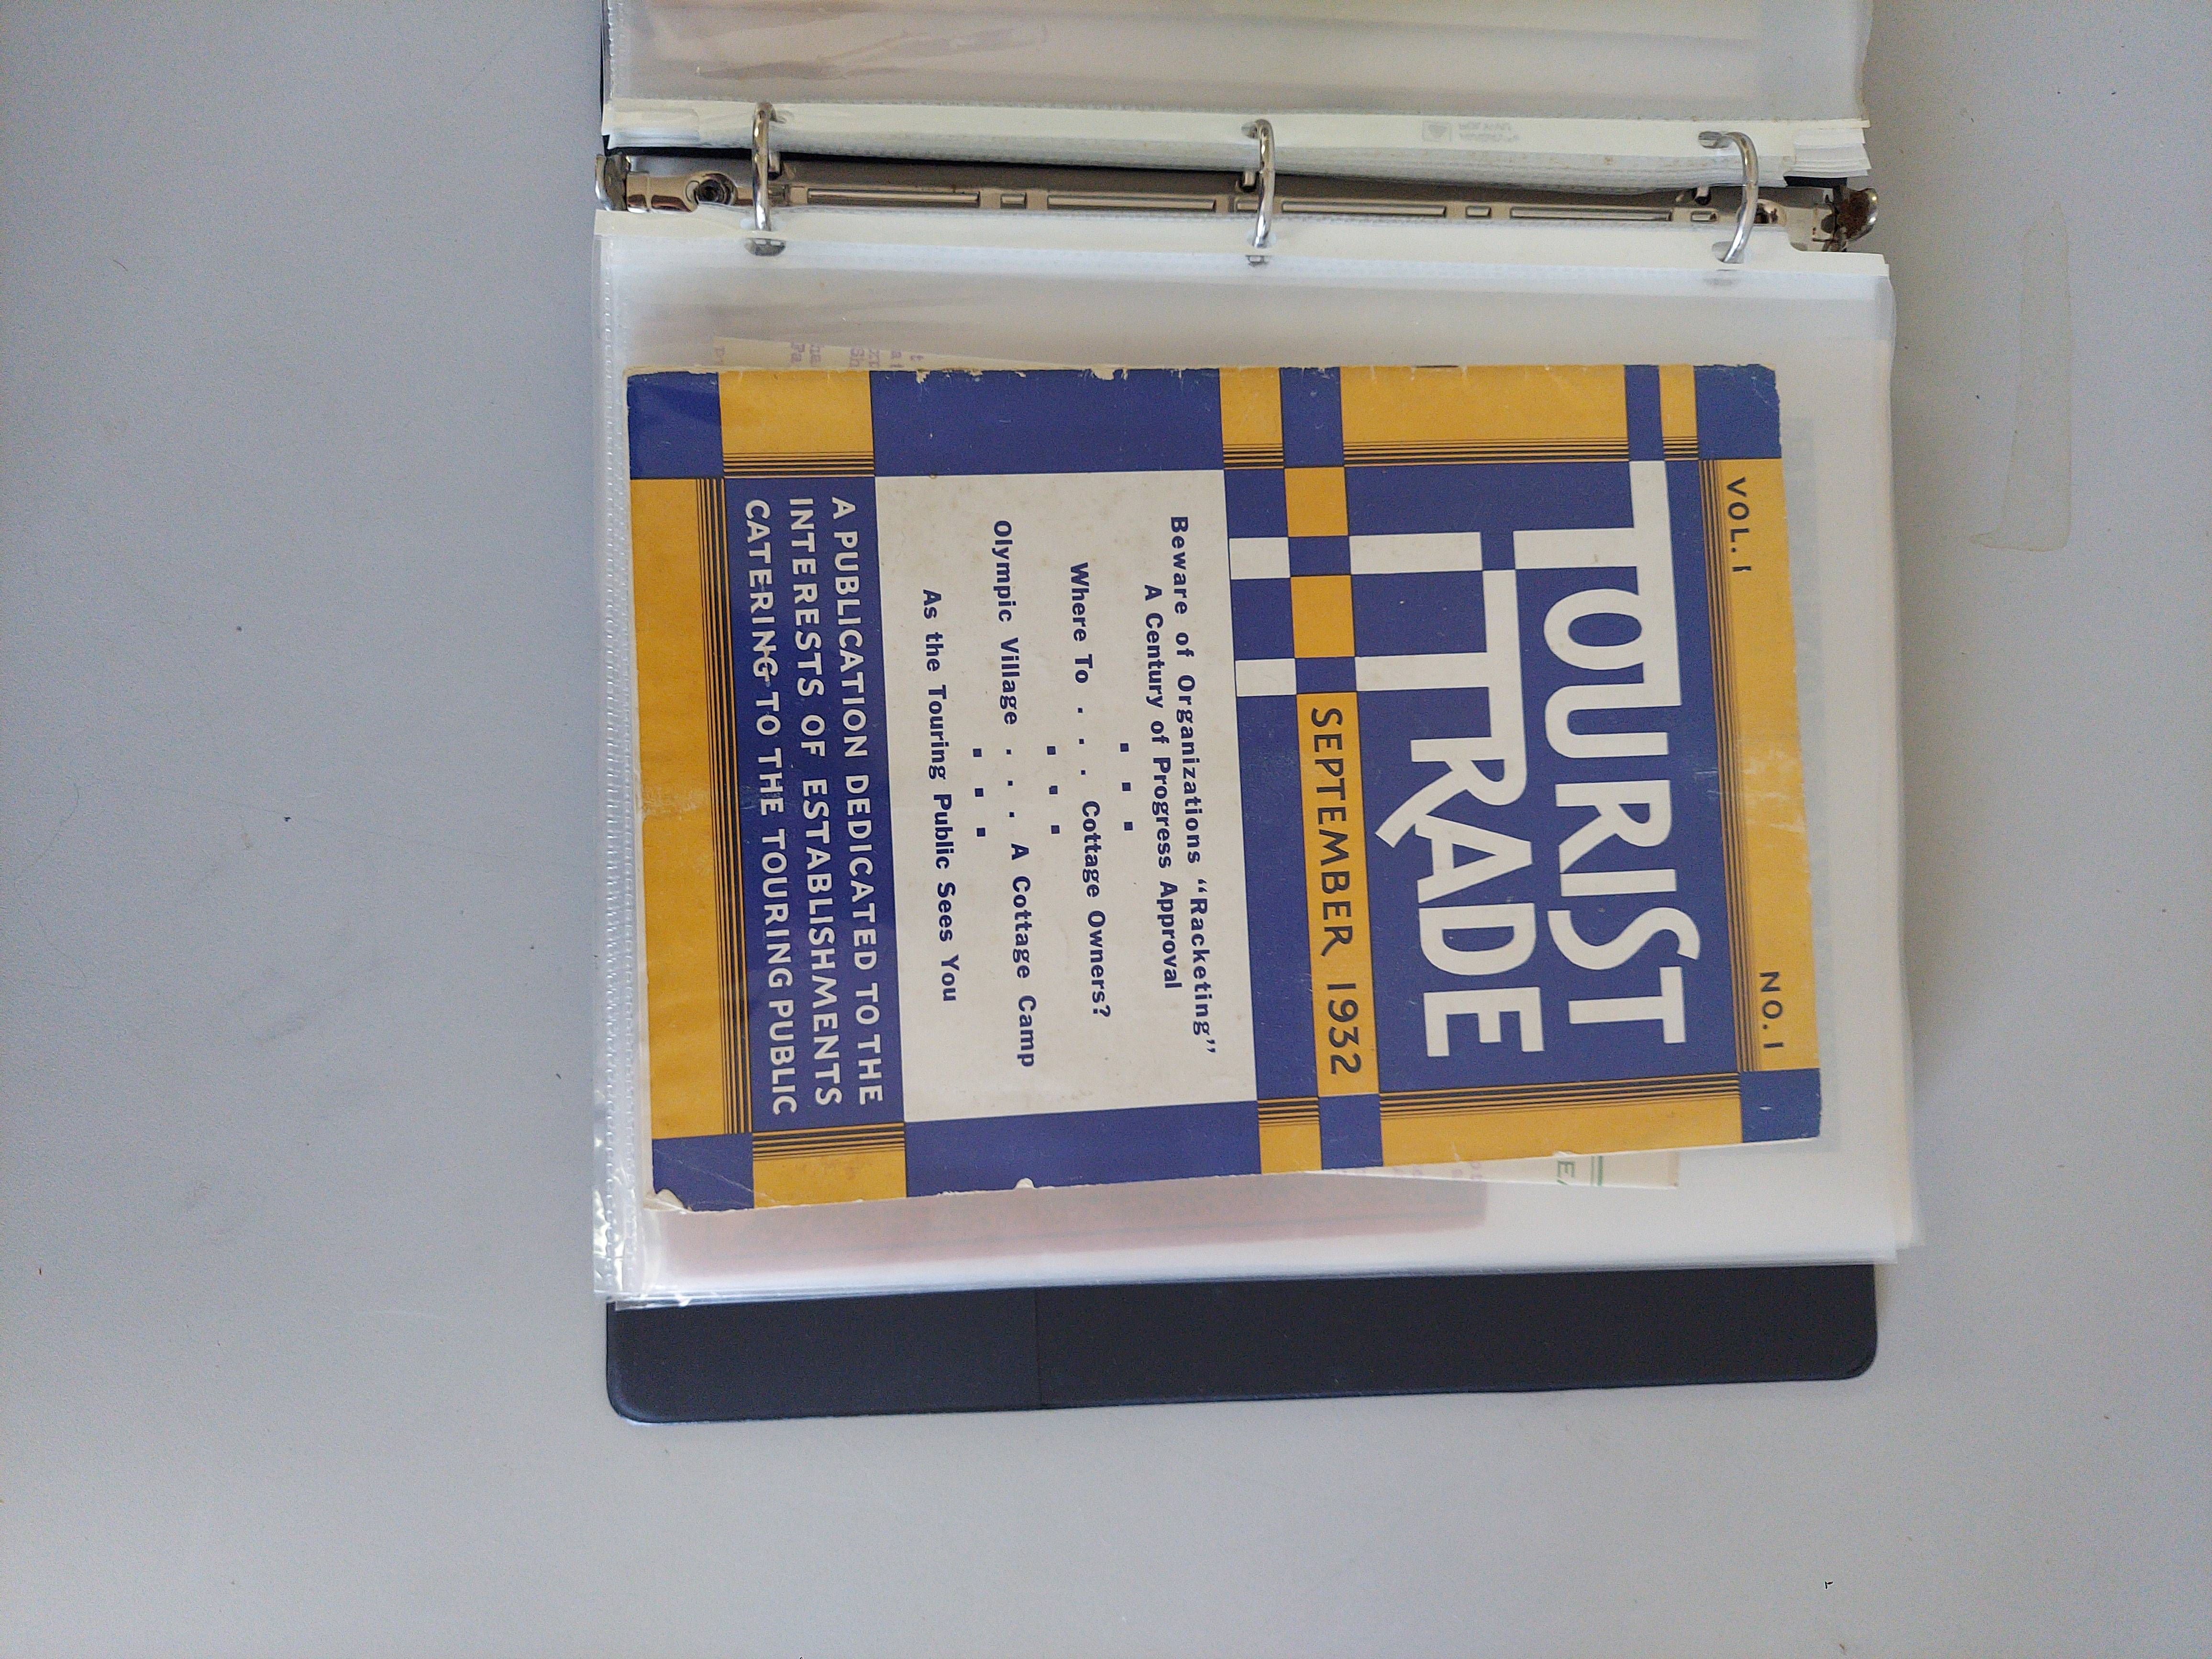 VOL. 1 NO. 1
TOURIST
TRADE
SEPTEMBER 1932
Beware of Organizations “Racketing”
A Century of Progress Approval
Where To . . . Cottage Owners?
Olympic Village . . . A Cottage Camp
As the Touring Public Sees You
A PUBLICATION DEDICATED TO THE
INTERESTS OF ESTABLISHMENTS
CATERING TO THE TOURING PUBLIC